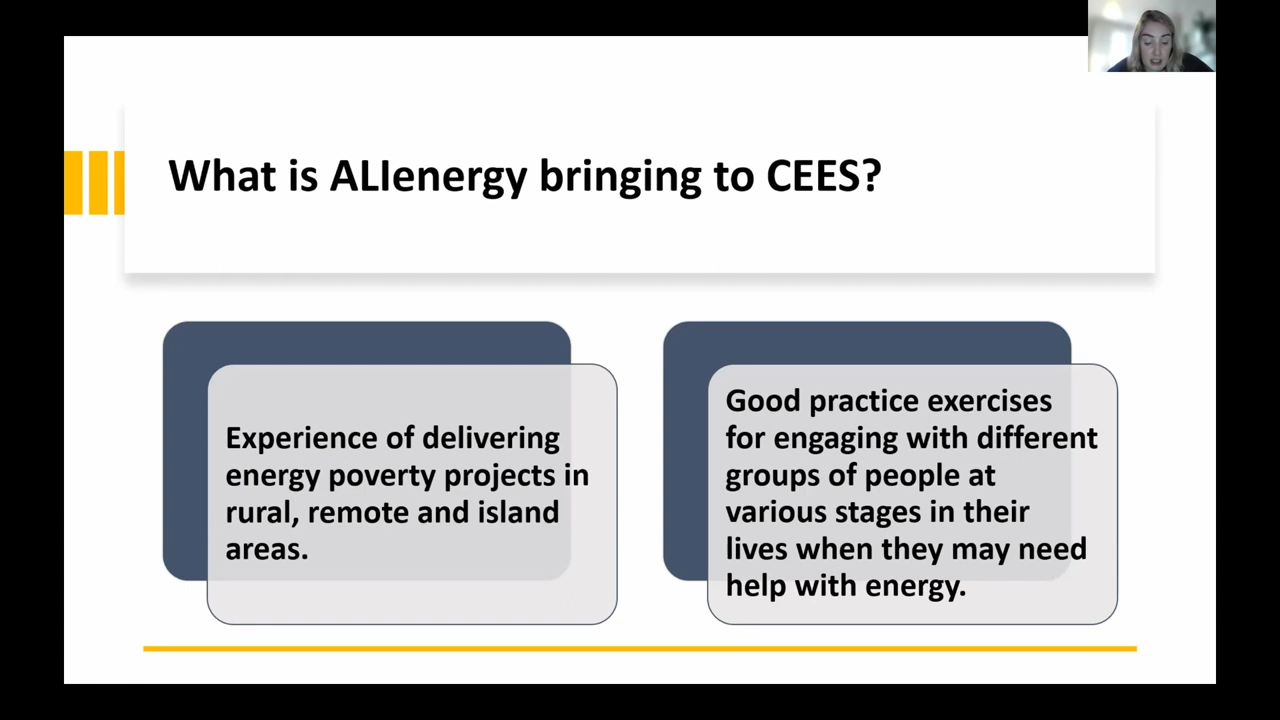 What is ALIenergy bringing to CEES?
Experience of delivering
energy poverty projects in
rural, remote and island
areas.
Good practice exercises
for engaging with different
groups of people at
various stages in their
lives when they may need
help with energy.